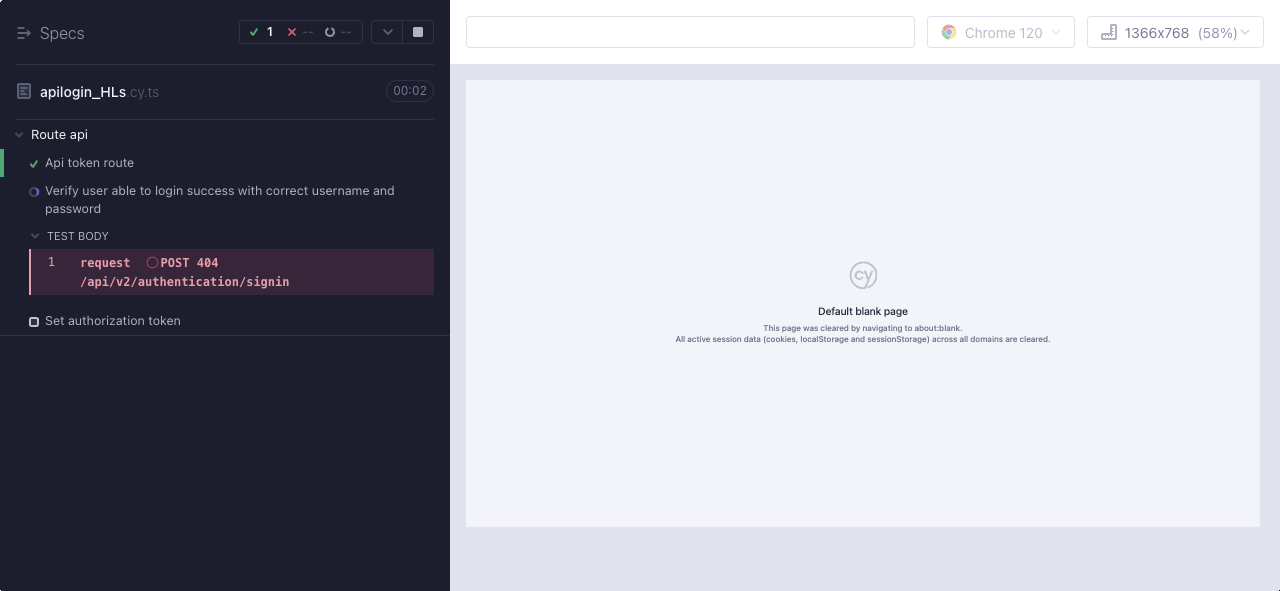 Specs
1
--
--
apilogin_HLs.cy.ts
00:02
Route api
Api token route
Verify user able to login success with correct username and
password
TEST BODY
1 request POST 404
/api/v2/authentication/signin
Set authorization token
Chrome 120
1366x768 (58%)
cy
Default blank page
This page was cleared by navigating to about:blank.
All active session data (cookies, localStorage and sessionStorage) across all domains are cleared.